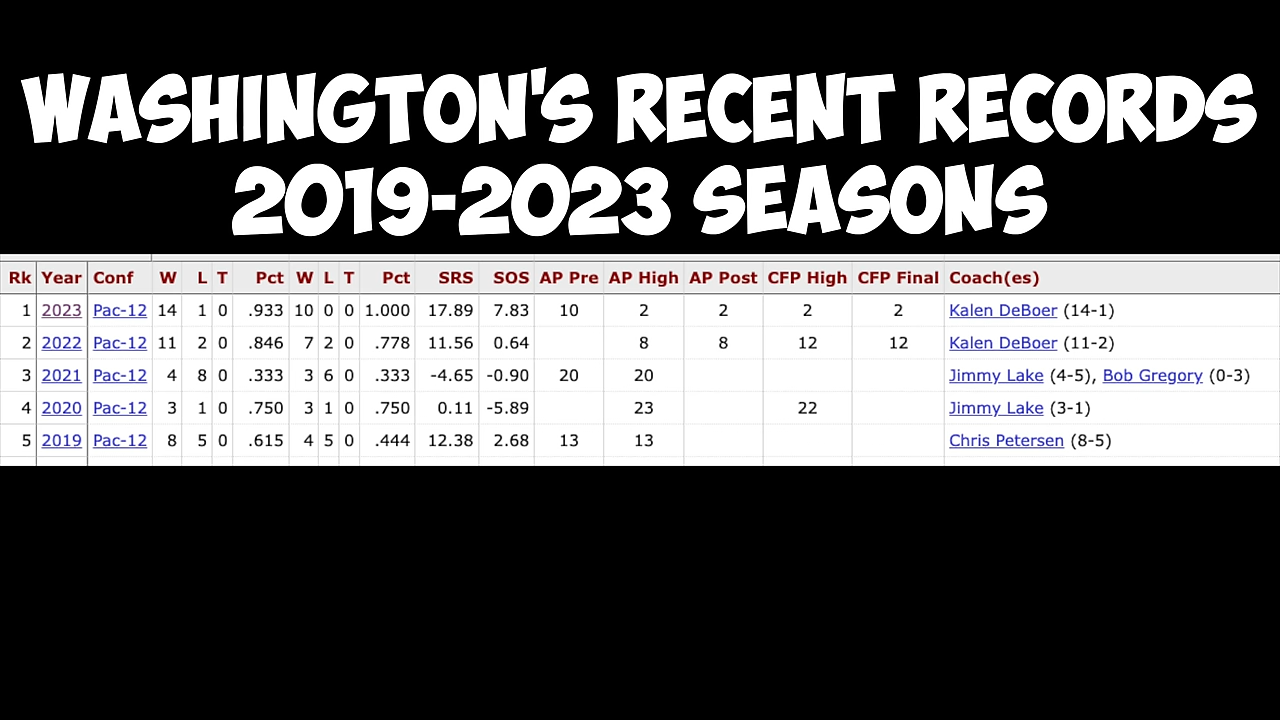 WASHINGTON'S RECENT RECORDS
2019-2023 SEASONS
Rk Year Conf W L T Pct W L T Pct SRS SOS AP Pre AP High AP Post CFP High CFP Final Coach(es)
1 2023 Pac-12 14 1 0 .933 10 0 0 1.000 17.89 7.83 10 2 2 2 2 Kalen DeBoer (14-1)
2 2022 Pac-12 11 2 0 .846 7 2 0 .778 11.56 0.64 8 8 12 12 Kalen DeBoer (11-2)
3 2021 Pac-12 4 8 0 .333 3 6 0 .333 -4.65 -0.90 20 20 Jimmy Lake (4-5), Bob Gregory (0-3)
4 2020 Pac-12 3 1 0 .750 3 1 0 .750 0.11 -5.89 23 22 Jimmy Lake (3-1)
5 2019 Pac-12 8 5 0 .615 4 5 0 .444 12.38 2.68 13 13 Chris Petersen (8-5)